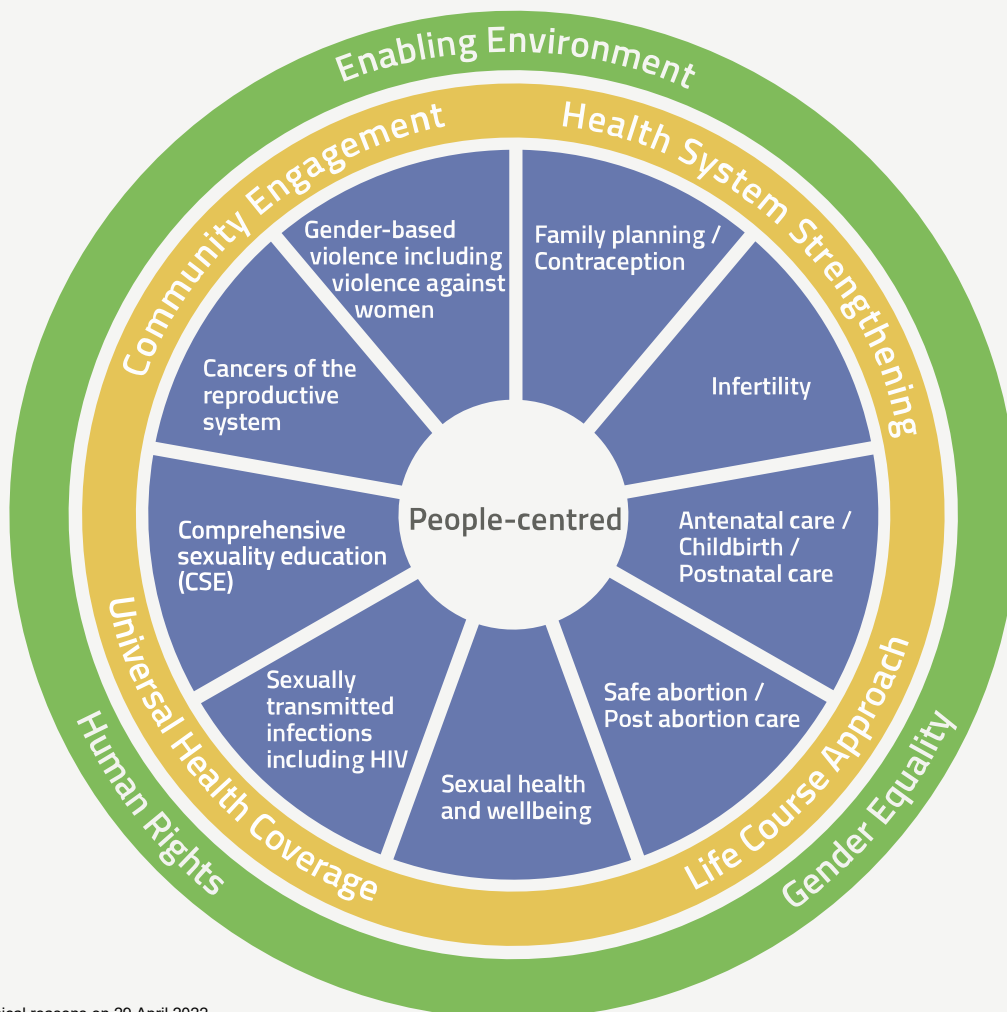 Enabling Environment
Community Engagement
Health System Strengthening
Gender-based
violence including
violence against
women
Family planning /
Contraception
Cancers of the
reproductive
system
Infertility
People-centred
Comprehensive
sexuality education
(CSE)
Antenatal care /
Childbirth /
Postnatal care
Sexually
transmitted
infections
including HIV
Safe abortion /
Post abortion care
Sexual health
and wellbeing
Universal Health Coverage
Life Course Approach
Human Rights
Gender Equality